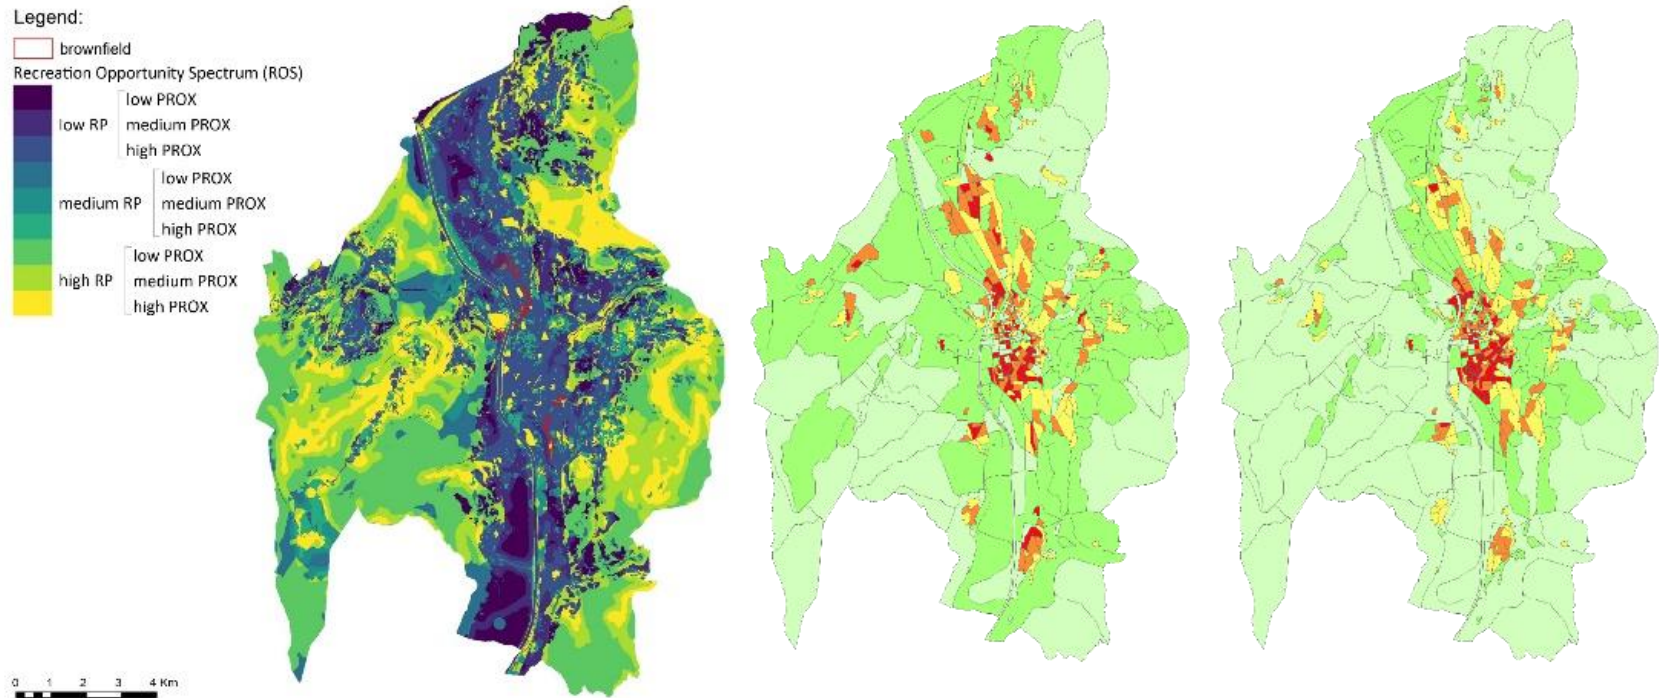 Legend:
brownfield
Recreation Opportunity Spectrum (ROS)
low PROX
low RP
medium PROX
high PROX
low PROX
medium RP
medium PROX
high PROX
low PROX
high RP
medium PROX
high PROX
0 1 2 3 4 Km